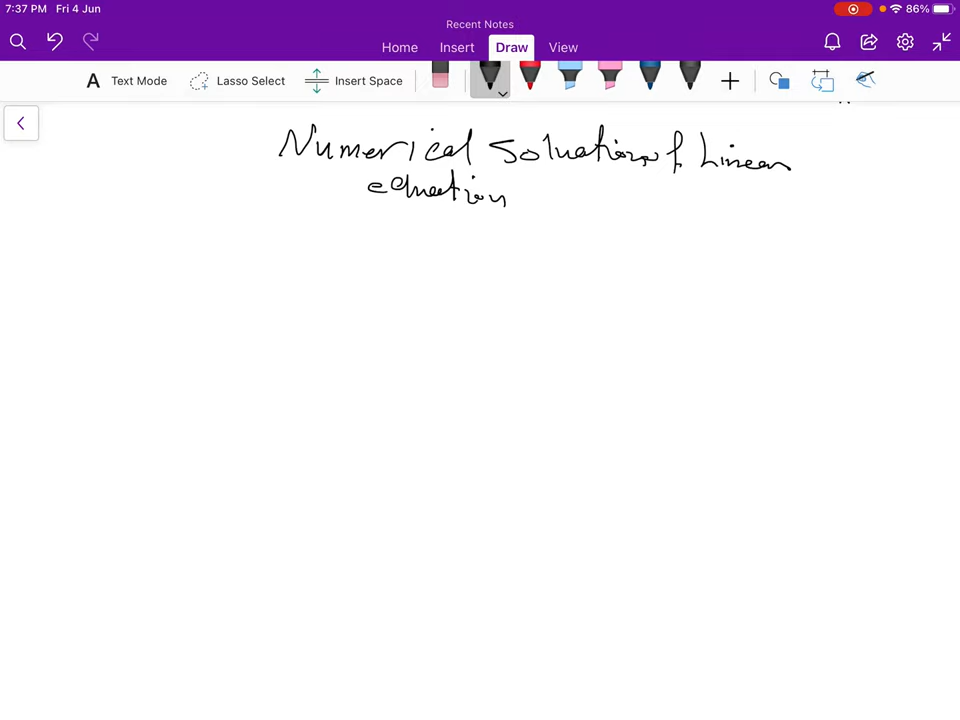 7:37 PM Fri 4 Jun
Recent Notes
86%
Home Insert Draw View
A Text Mode Lasso Select Insert Space
Numerical Soluation of Linear
equation